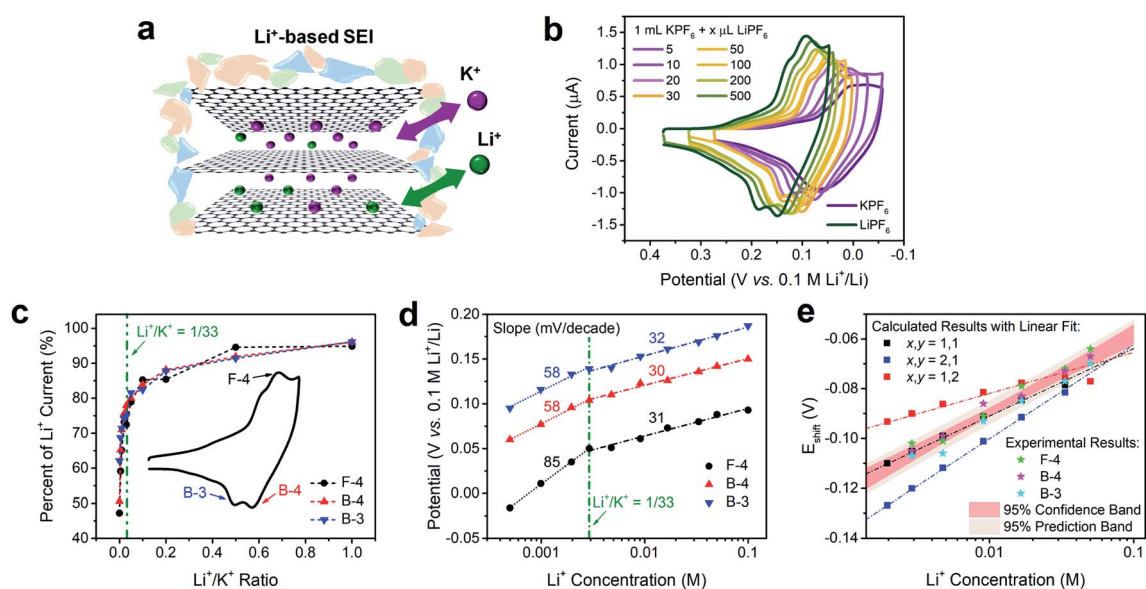 a
Li⁺-based SEI
K⁺
Li⁺
b
1 mL KPF₆ + x μL LiPF₆
5 50
10 100
20 200
30 500
KPF₆
LiPF₆
1.5
1.0
0.5
0.0
-0.5
-1.0
-1.5
Current (μA)
0.4 0.3 0.2 0.1 0.0 -0.1
Potential (V vs. 0.1 M Li⁺/Li)
c
Li⁺/K⁺ = 1/33
100
90
80
70
60
50
40
Percent of Li⁺ Current (%)
F-4
B-3
B-4
F-4
B-4
B-3
0.0 0.2 0.4 0.6 0.8 1.0
Li⁺/K⁺ Ratio
d
Slope (mV/decade)
0.20
0.15
0.10
0.05
0.00
-0.05
Potential (V vs. 0.1 M Li⁺/Li)
58
32
58
30
85
31
Li⁺/K⁺ = 1/33
F-4
B-4
B-3
0.001 0.01 0.1
Li⁺ Concentration (M)
e
Calculated Results with Linear Fit:
x,y = 1,1
x,y = 2,1
x,y = 1,2
Experimental Results:
F-4
B-4
B-3
95% Confidence Band
95% Prediction Band
-0.06
-0.08
-0.10
-0.12
-0.14
E_shift (V)
0.01 0.1
Li⁺ Concentration (M)